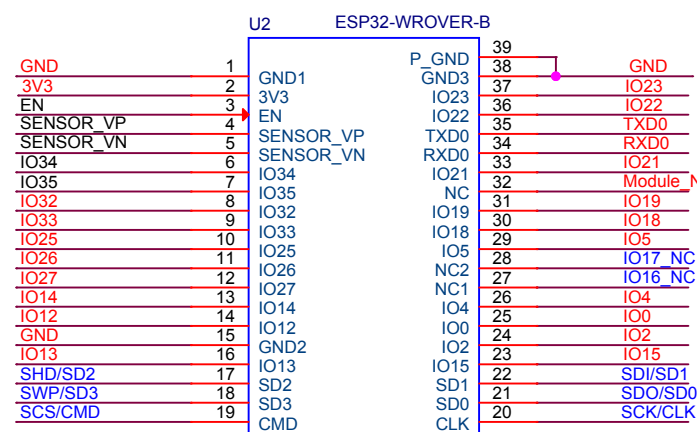 U2 ESP32-WROVER-B
GND 1 GND1
3V3 2 3V3
EN 3 EN
SENSOR_VP 4 SENSOR_VP
SENSOR_VN 5 SENSOR_VN
IO34 6 IO34
IO35 7 IO35
IO32 8 IO32
IO33 9 IO33
IO25 10 IO25
IO26 11 IO26
IO27 12 IO27
IO14 13 IO14
IO12 14 IO12
GND 15 GND2
IO13 16 IO13
SHD/SD2 17 SD2
SWP/SD3 18 SD3
SCS/CMD 19 CMD
P_GND 39
GND3 38 GND
IO23 37 IO23
IO22 36 IO22
TXD0 35 TXD0
RXD0 34 RXD0
IO21 33 IO21
NC 32 Module_N
IO19 31 IO19
IO18 30 IO18
IO5 29 IO5
NC2 28 IO17_NC
NC1 27 IO16_NC
IO4 26 IO4
IO0 25 IO0
IO2 24 IO2
IO15 23 IO15
SD1 22 SDI/SD1
SD0 21 SDO/SD0
CLK 20 SCK/CLK